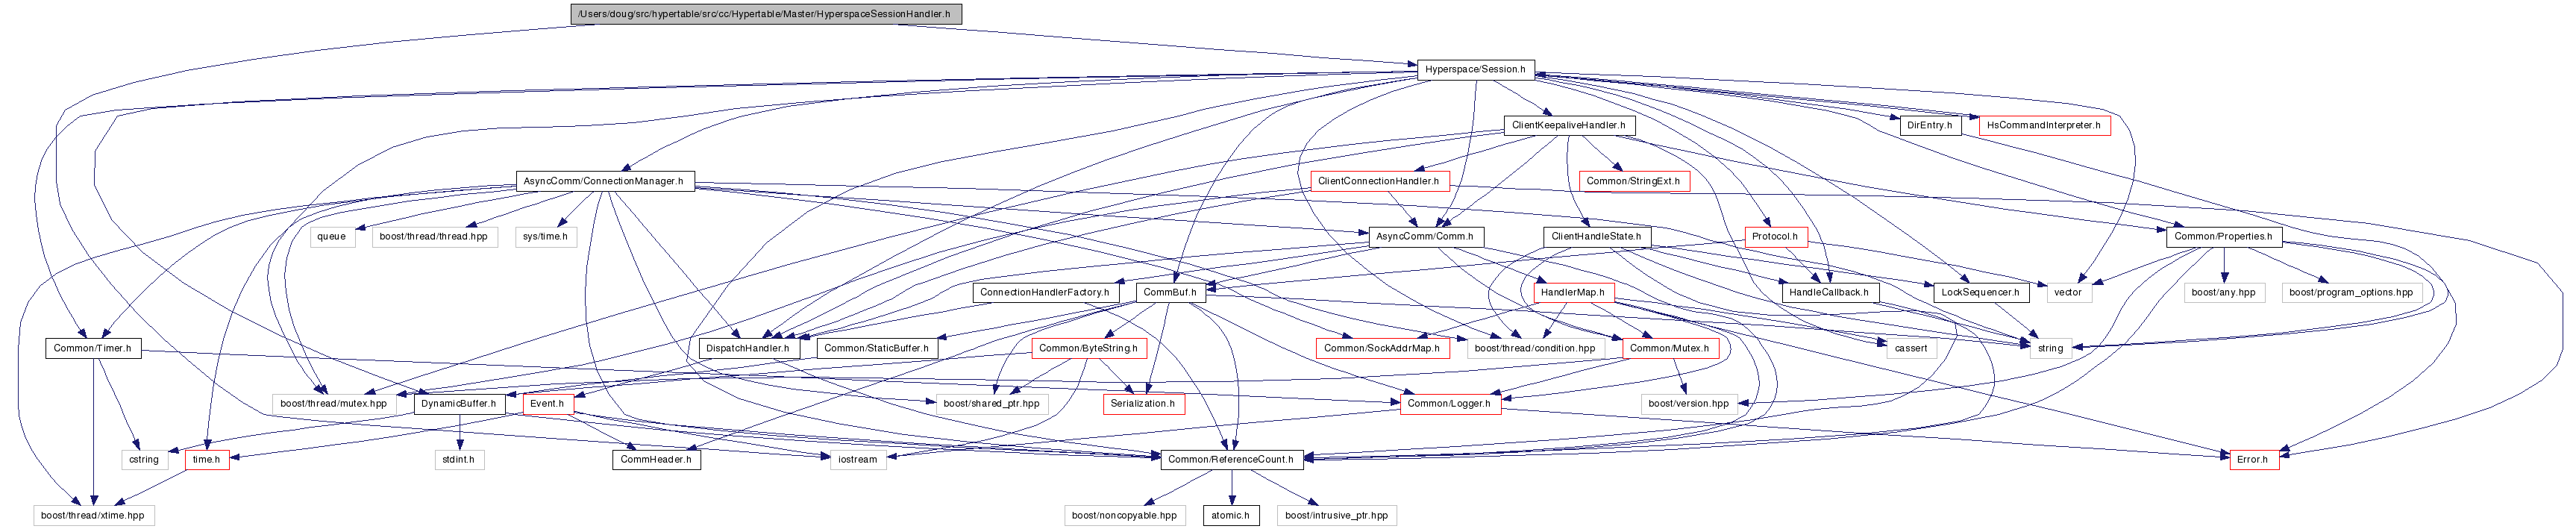 /Users/doug/src/hypertable/src/cc/Hypertable/Master/HyperspaceSessionHandler.h
Hyperspace/Session.h
ClientKeepaliveHandler.h
DirEntry.h
HsCommandInterpreter.h
AsyncComm/ConnectionManager.h
ClientConnectionHandler.h
Common/StringExt.h
queue
boost/thread/thread.hpp
sys/time.h
AsyncComm/Comm.h
ClientHandleState.h
Protocol.h
Common/Properties.h
ConnectionHandlerFactory.h
CommBuf.h
HandlerMap.h
HandleCallback.h
LockSequencer.h
vector
boost/any.hpp
boost/program_options.hpp
Common/Timer.h
DispatchHandler.h
Common/StaticBuffer.h
Common/ByteString.h
Common/SockAddrMap.h
boost/thread/condition.hpp
Common/Mutex.h
cassert
string
boost/thread/mutex.hpp
DynamicBuffer.h
Event.h
boost/shared_ptr.hpp
Serialization.h
Common/Logger.h
boost/version.hpp
cstring
time.h
stdint.h
CommHeader.h
iostream
Common/ReferenceCount.h
Error.h
boost/thread/xtime.hpp
boost/noncopyable.hpp
atomic.h
boost/intrusive_ptr.hpp